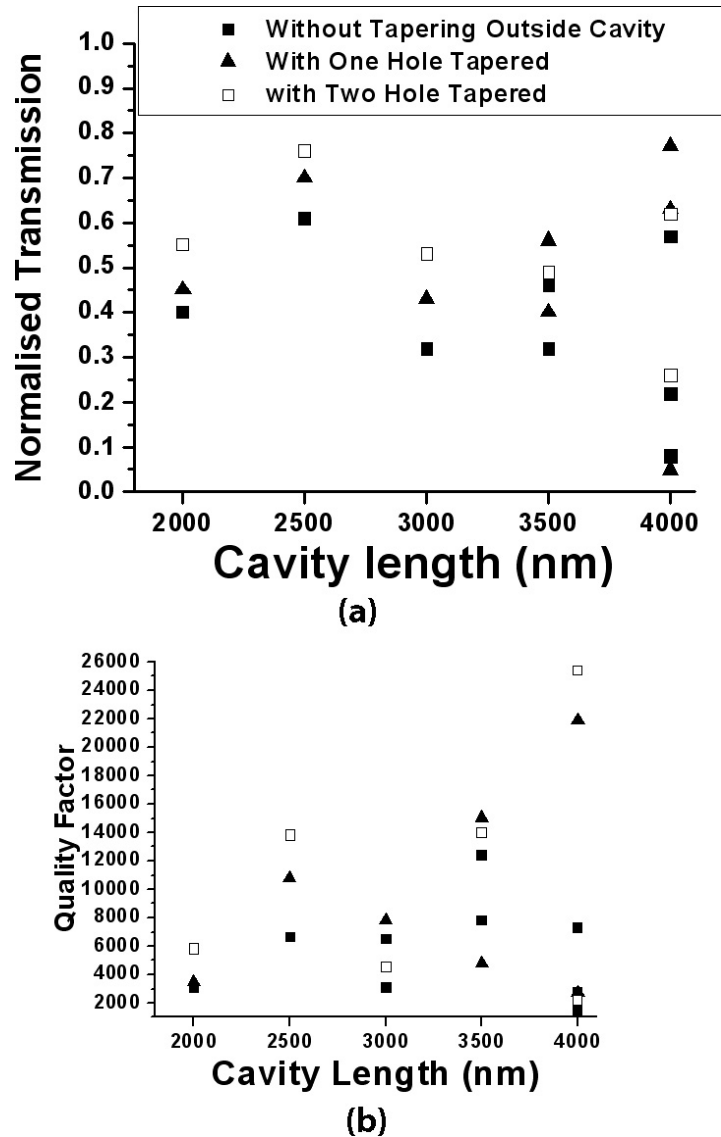 Without Tapering Outside Cavity
With One Hole Tapered
with Two Hole Tapered
1.0
0.9
0.8
0.7
0.6
0.5
0.4
0.3
0.2
0.1
0.0
Normalised Transmission
2000 2500 3000 3500 4000
Cavity length (nm)
(a)
26000
24000
22000
20000
18000
16000
14000
12000
10000
8000
6000
4000
2000
Quality Factor
2000 2500 3000 3500 4000
Cavity Length (nm)
(b)